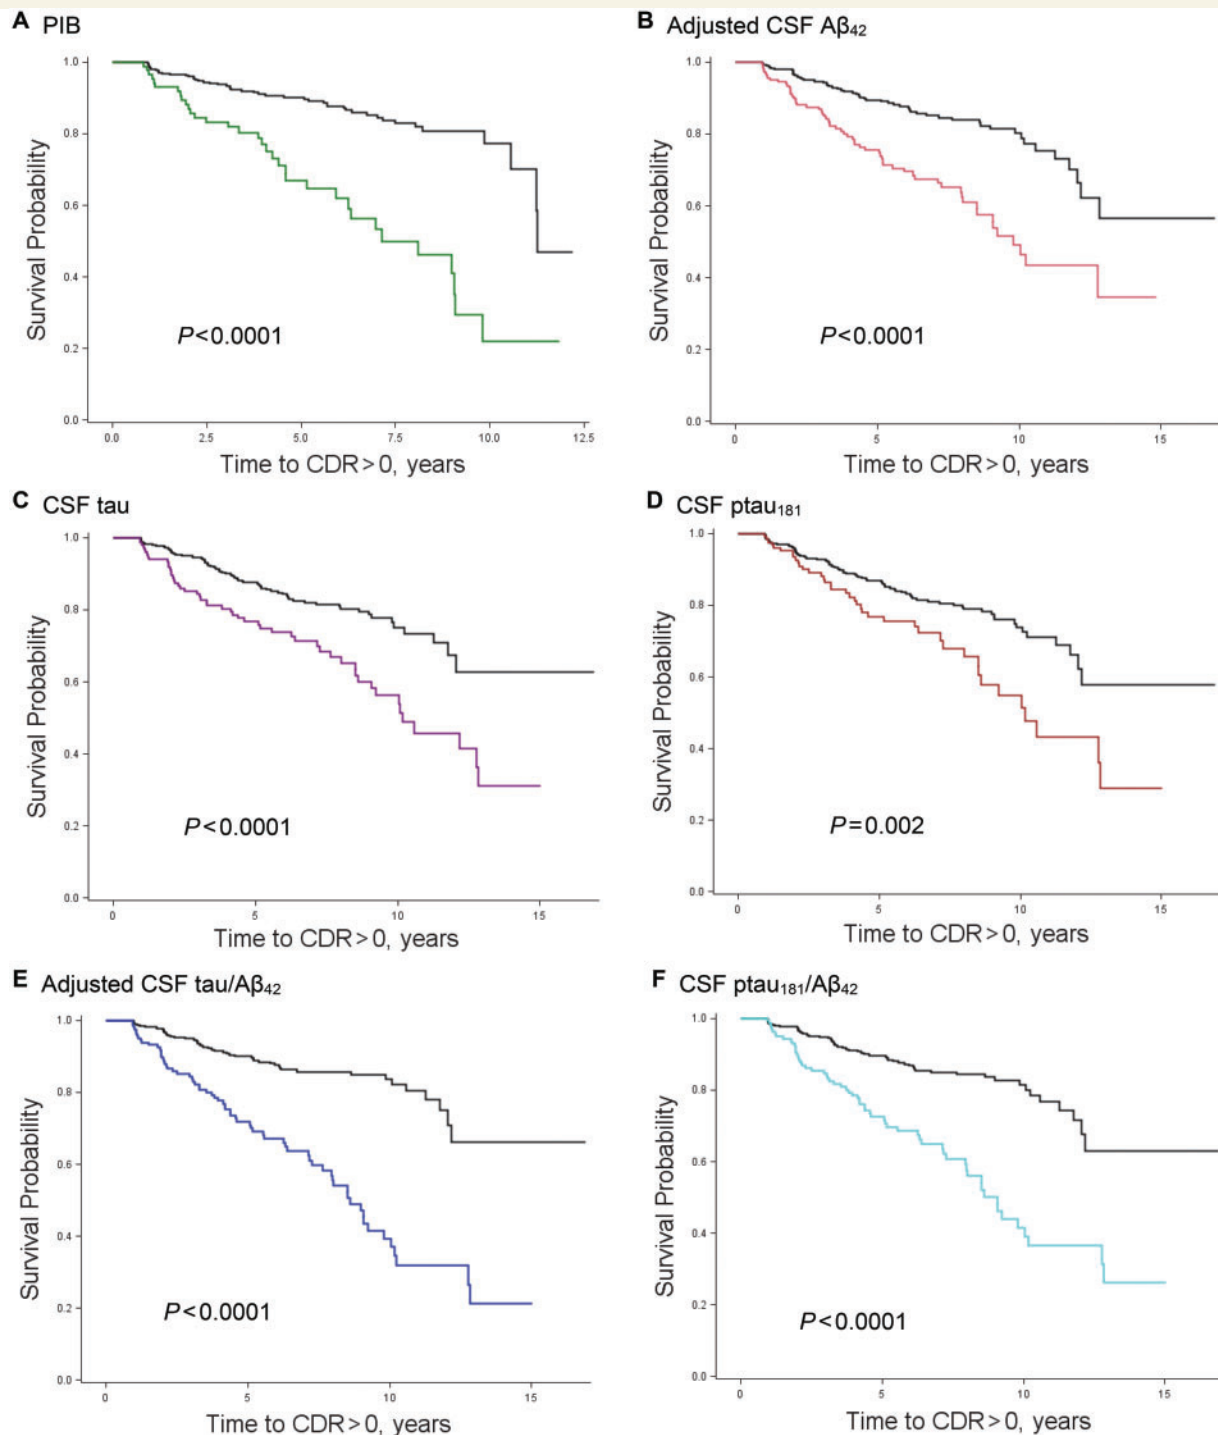 A PIB
1.0
0.8
0.6
0.4
0.2
0.0
Survival Probability
P<0.0001
0.0 2.5 5.0 7.5 10.0 12.5
Time to CDR>0, years
B Adjusted CSF Aβ₄₂
1.0
0.8
0.6
0.4
0.2
0.0
Survival Probability
P<0.0001
0 5 10 15
Time to CDR>0, years
C CSF tau
1.0
0.8
0.6
0.4
0.2
0.0
Survival Probability
P<0.0001
0 5 10 15
Time to CDR>0, years
D CSF ptau₁₈₁
1.0
0.8
0.6
0.4
0.2
0.0
Survival Probability
P=0.002
0 5 10 15
Time to CDR>0, years
E Adjusted CSF tau/Aβ₄₂
1.0
0.8
0.6
0.4
0.2
0.0
Survival Probability
P<0.0001
0 5 10 15
Time to CDR>0, years
F CSF ptau₁₈₁/Aβ₄₂
1.0
0.8
0.6
0.4
0.2
0.0
Survival Probability
P<0.0001
0 5 10 15
Time to CDR>0, years